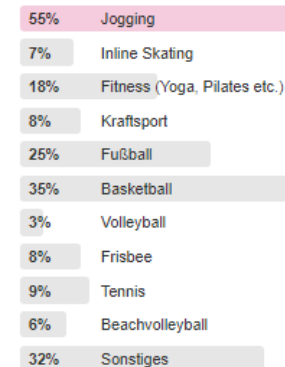 55% Jogging
7% Inline Skating
18% Fitness (Yoga, Pilates etc.)
8% Kraftsport
25% Fußball
35% Basketball
3% Volleyball
8% Frisbee
9% Tennis
6% Beachvolleyball
32% Sonstiges